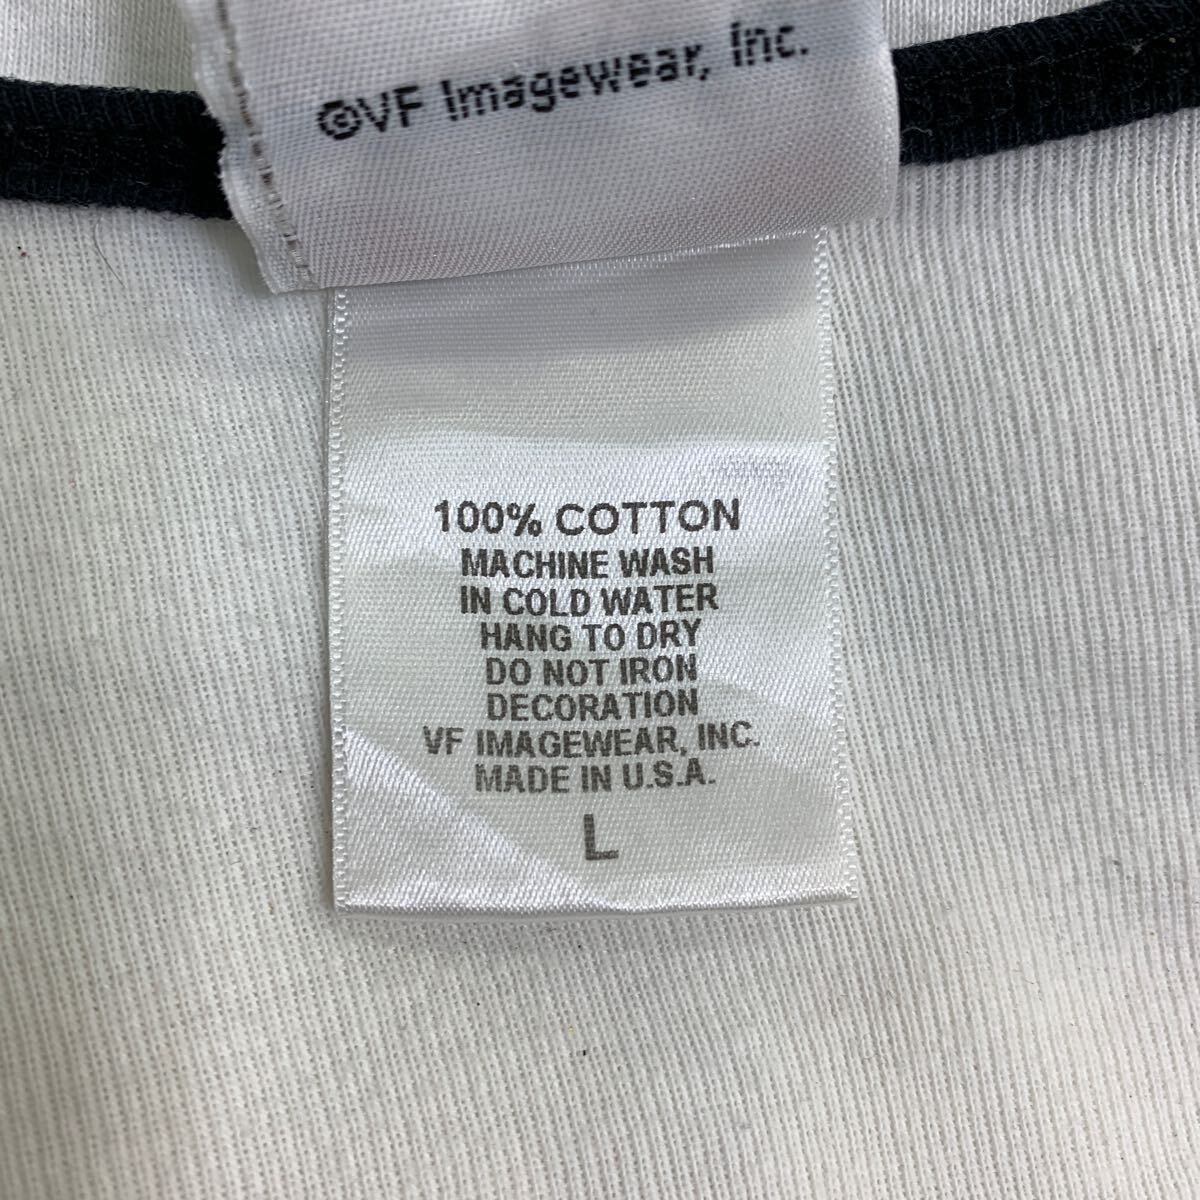 ©VF Imagewear, Inc.
100% COTTON
MACHINE WASH
IN COLD WATER
HANG TO DRY
DO NOT IRON
DECORATION
VF IMAGEWEAR, INC.
MADE IN U.S.A.
L